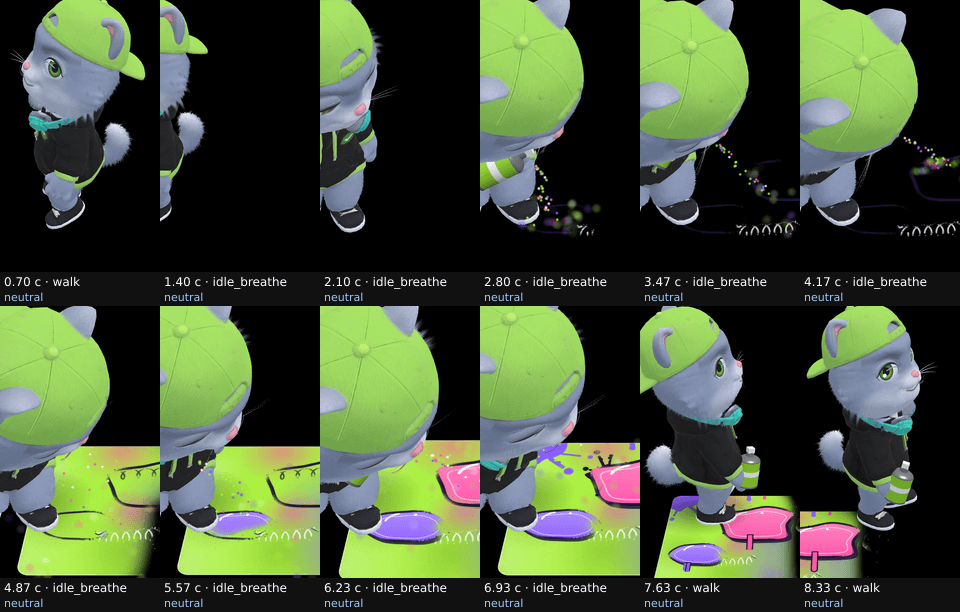 0.70 с · walk
neutral
1.40 с · idle_breathe
neutral
2.10 с · idle_breathe
neutral
2.80 с · idle_breathe
neutral
3.47 с · idle_breathe
neutral
4.17 с · idle_breathe
neutral
4.87 с · idle_breathe
neutral
5.57 с · idle_breathe
neutral
6.23 с · idle_breathe
neutral
6.93 с · idle_breathe
neutral
7.63 с · walk
neutral
8.33 с · walk
neutral